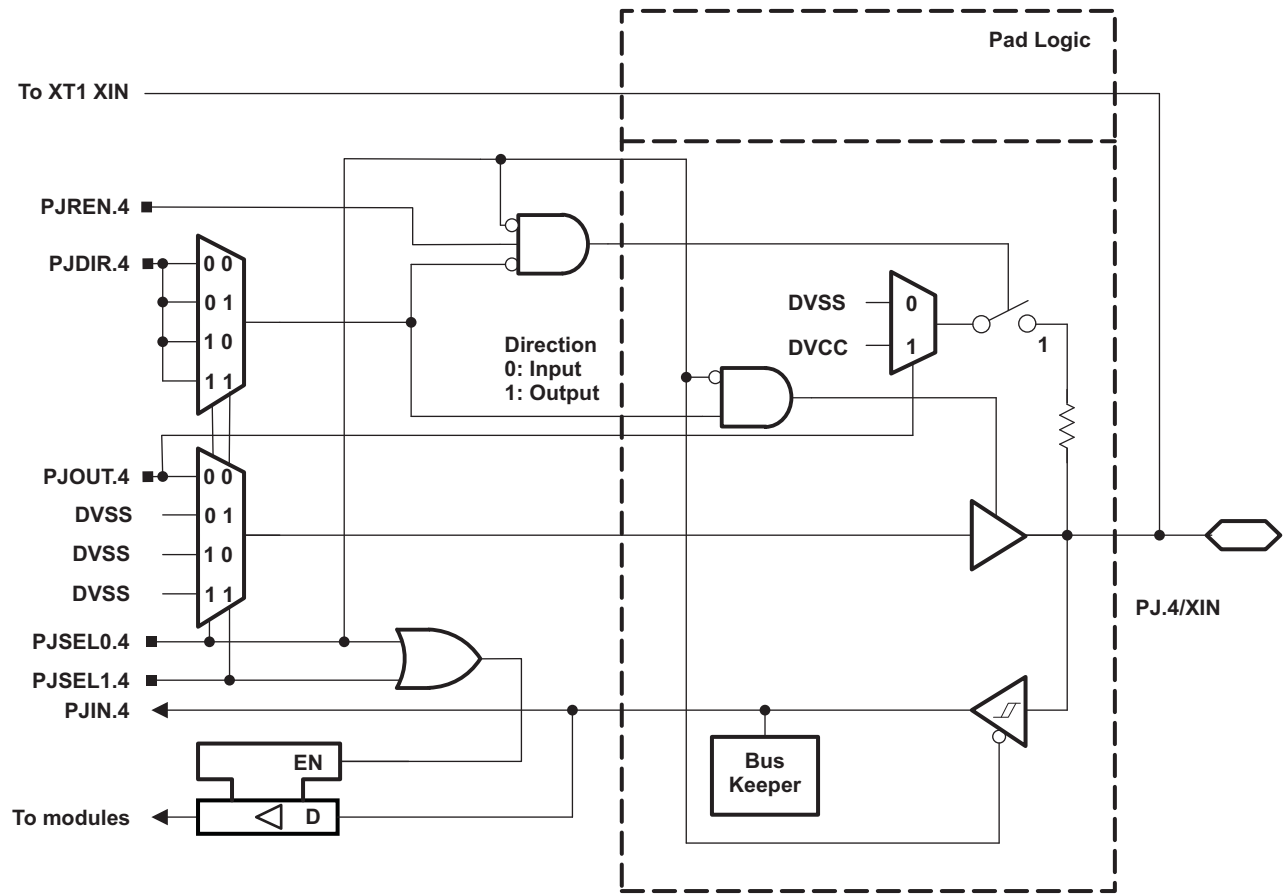 Pad Logic
To XT1 XIN
PJREN.4
PJDIR.4
0 0
0 1
1 0
1 1
Direction
0: Input
1: Output
DVSS
0
DVCC
1
1
PJOUT.4
0 0
DVSS
0 1
DVSS
1 0
DVSS
1 1
PJ.4/XIN
PJSEL0.4
PJSEL1.4
PJIN.4
EN
Bus
Keeper
To modules
D